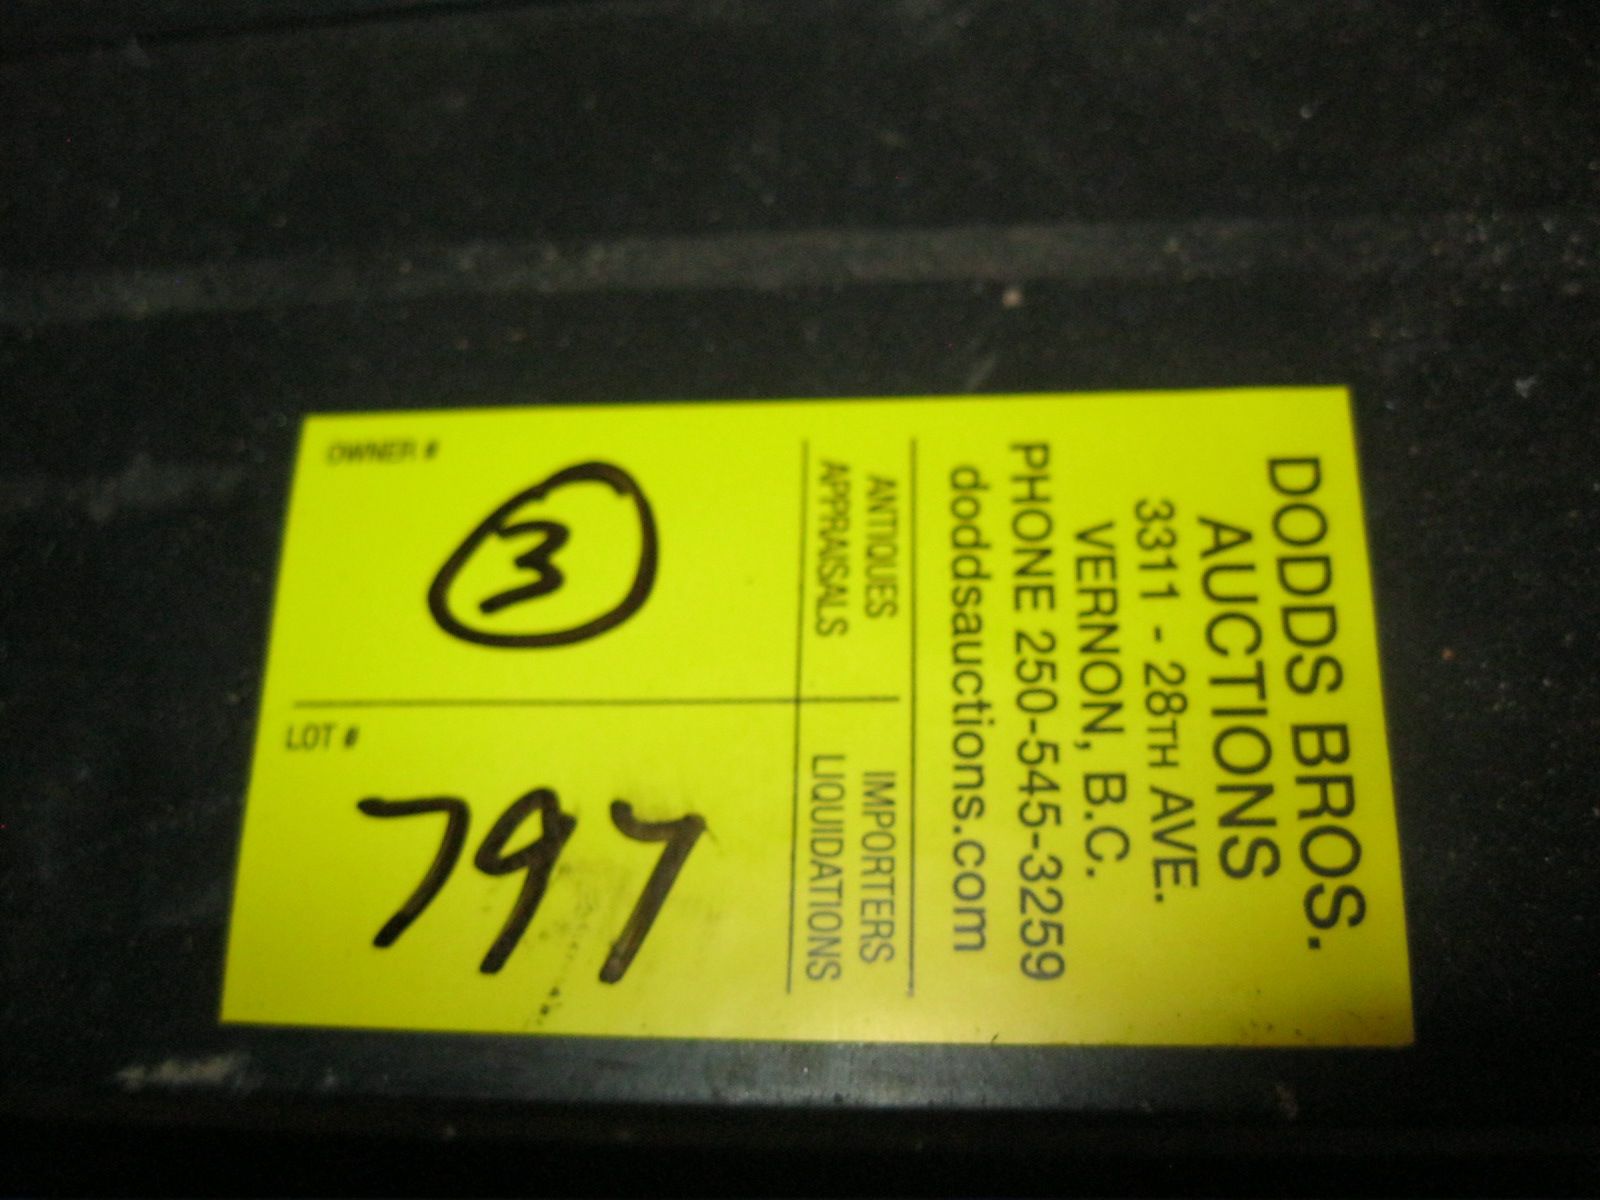 DODDS BROS.
AUCTIONS
3311 - 28TH AVE.
VERNON, B.C.
PHONE 250-545-3259
doddsauctions.com
ANTIQUES IMPORTERS
APPRAISALS LIQUIDATIONS
OWNER #
3
LOT #
797